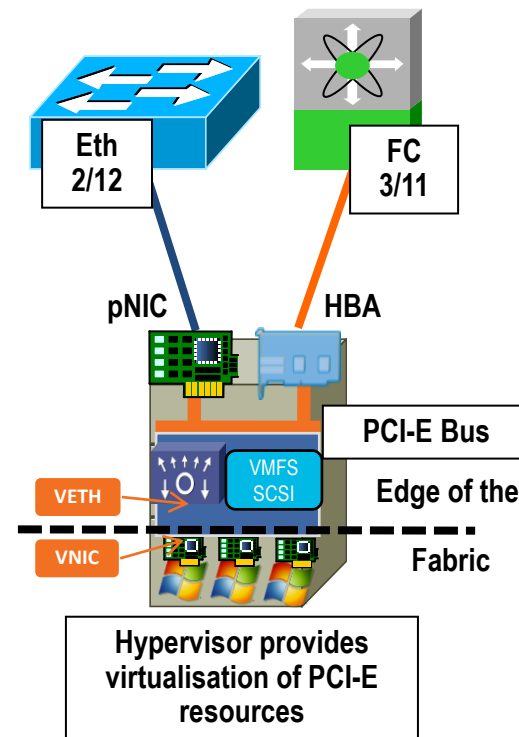 Eth
2/12
FC
3/11
pNIC
HBA
PCI-E Bus
VMFS
SCSI
VETH
Edge of the
VNIC
Fabric
Hypervisor provides
virtualisation of PCI-E
resources